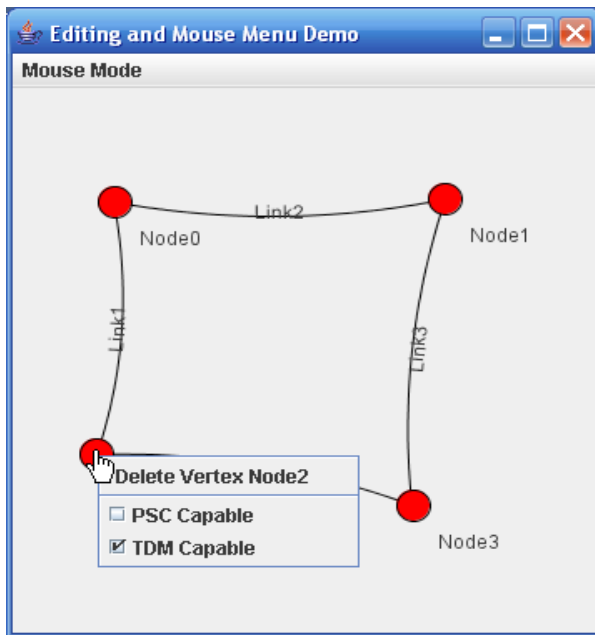 Editing and Mouse Menu Demo
Mouse Mode
Link2
Node0
Node1
Link1
Link3
Delete Vertex Node2
PSC Capable
TDM Capable
Node3